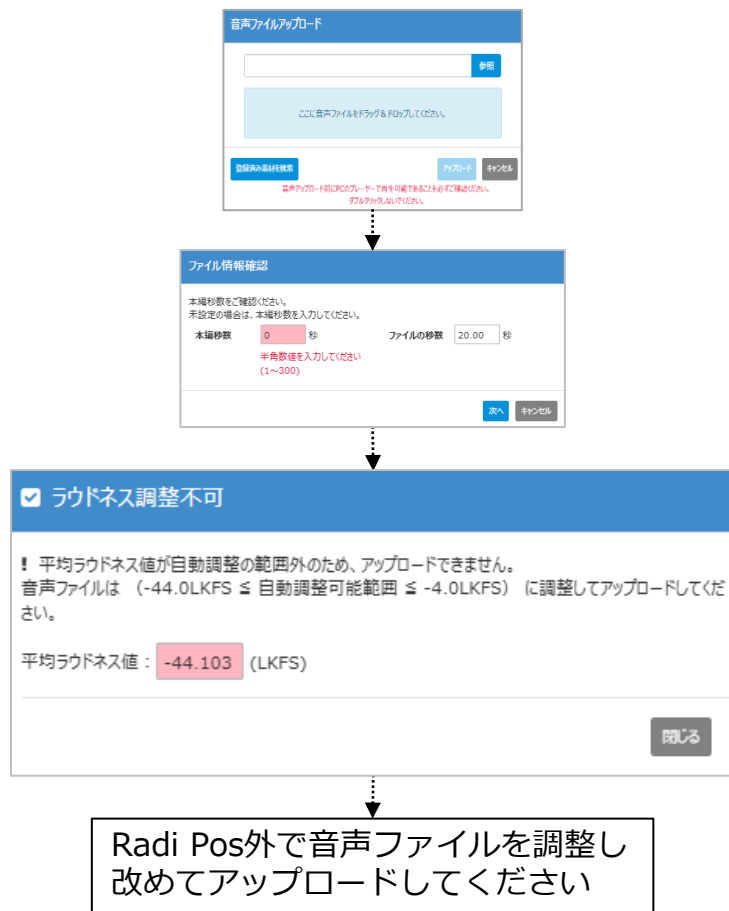 音声ファイルアップロード
参照
ここに音声ファイルをドラッグ&ドロップしてください。
登録済み素材を検索
アップロード キャンセル
音声アップロード前にPCのプレーヤーで再生可能であることを必ずご確認ください。
ダブルクリックしないでください。
ファイル情報確認
本編秒数をご確認ください。
未設定の場合は、本編秒数を入力してください。
本編秒数 0 秒 ファイルの秒数 20.00 秒
半角数値を入力してください
(1～300)
次へ キャンセル
ラウドネス調整不可
! 平均ラウドネス値が自動調整の範囲外のため、アップロードできません。
音声ファイルは （-44.0LKFS ≦ 自動調整可能範囲 ≦ -4.0LKFS） に調整してアップロードしてくだ
さい。
平均ラウドネス値： -44.103 (LKFS)
閉じる
Radi Pos外で音声ファイルを調整し
改めてアップロードしてください